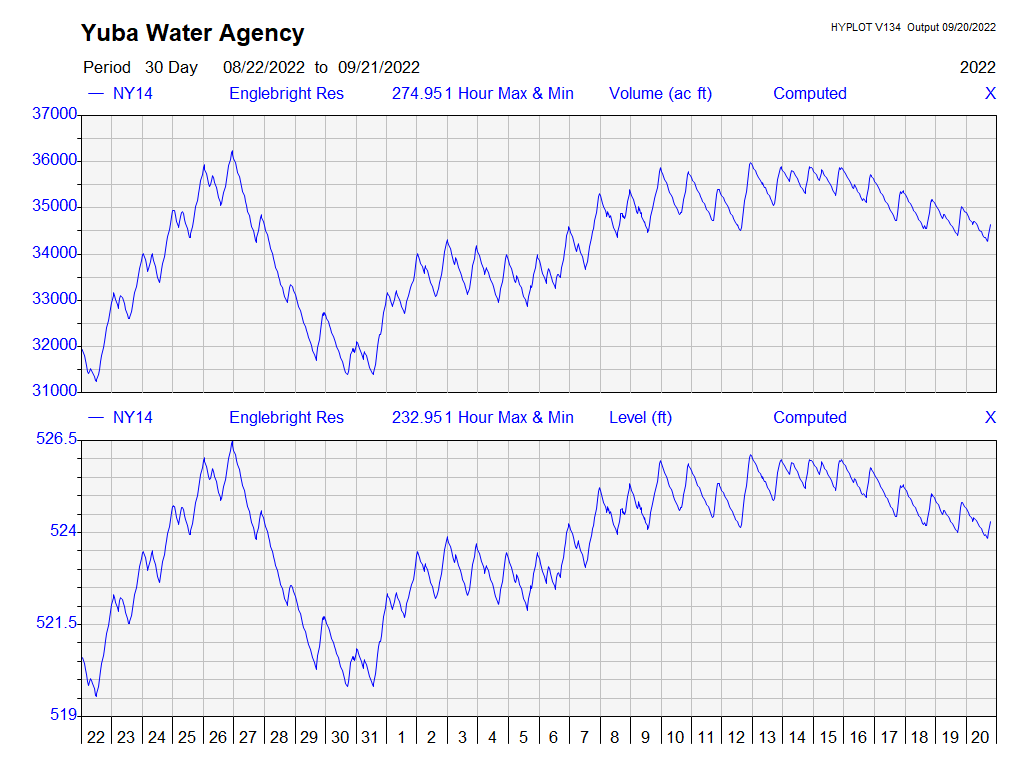 Yuba Water Agency
HYPLOT V134 Output 09/20/2022
Period 30 Day 08/22/2022 to 09/21/2022 2022
NY14 Englebright Res 274.951 Hour Max & Min Volume (ac ft) Computed X
37000
36000
35000
34000
33000
32000
31000
NY14 Englebright Res 232.951 Hour Max & Min Level (ft) Computed X
526.5
524
521.5
519
22 23 24 25 26 27 28 29 30 31 1 2 3 4 5 6 7 8 9 10 11 12 13 14 15 16 17 18 19 20